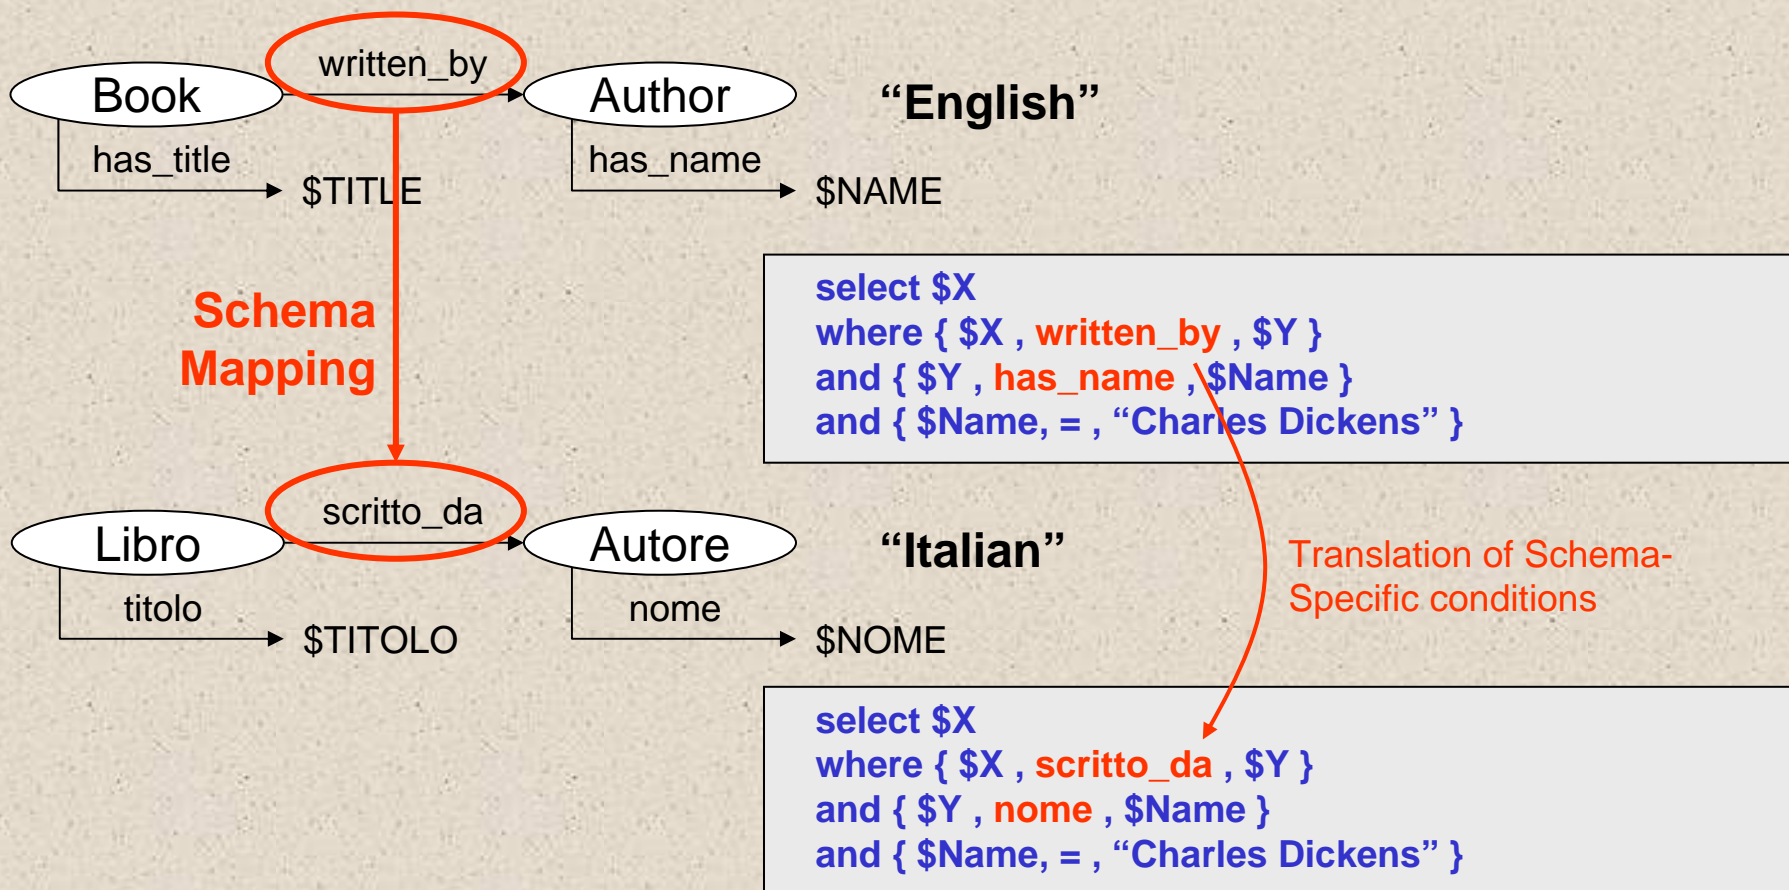 written_by
Book
Author
“English”
has_title
has_name
$TITLE
$NAME
Schema
Mapping
select $X
where { $X , written_by , $Y }
and { $Y , has_name , $Name }
and { $Name, = , “Charles Dickens” }
scritto_da
Libro
Autore
“Italian”
titolo
nome
$TITOLO
$NOME
Translation of Schema-
Specific conditions
select $X
where { $X , scritto_da , $Y }
and { $Y , nome , $Name }
and { $Name, = , “Charles Dickens” }